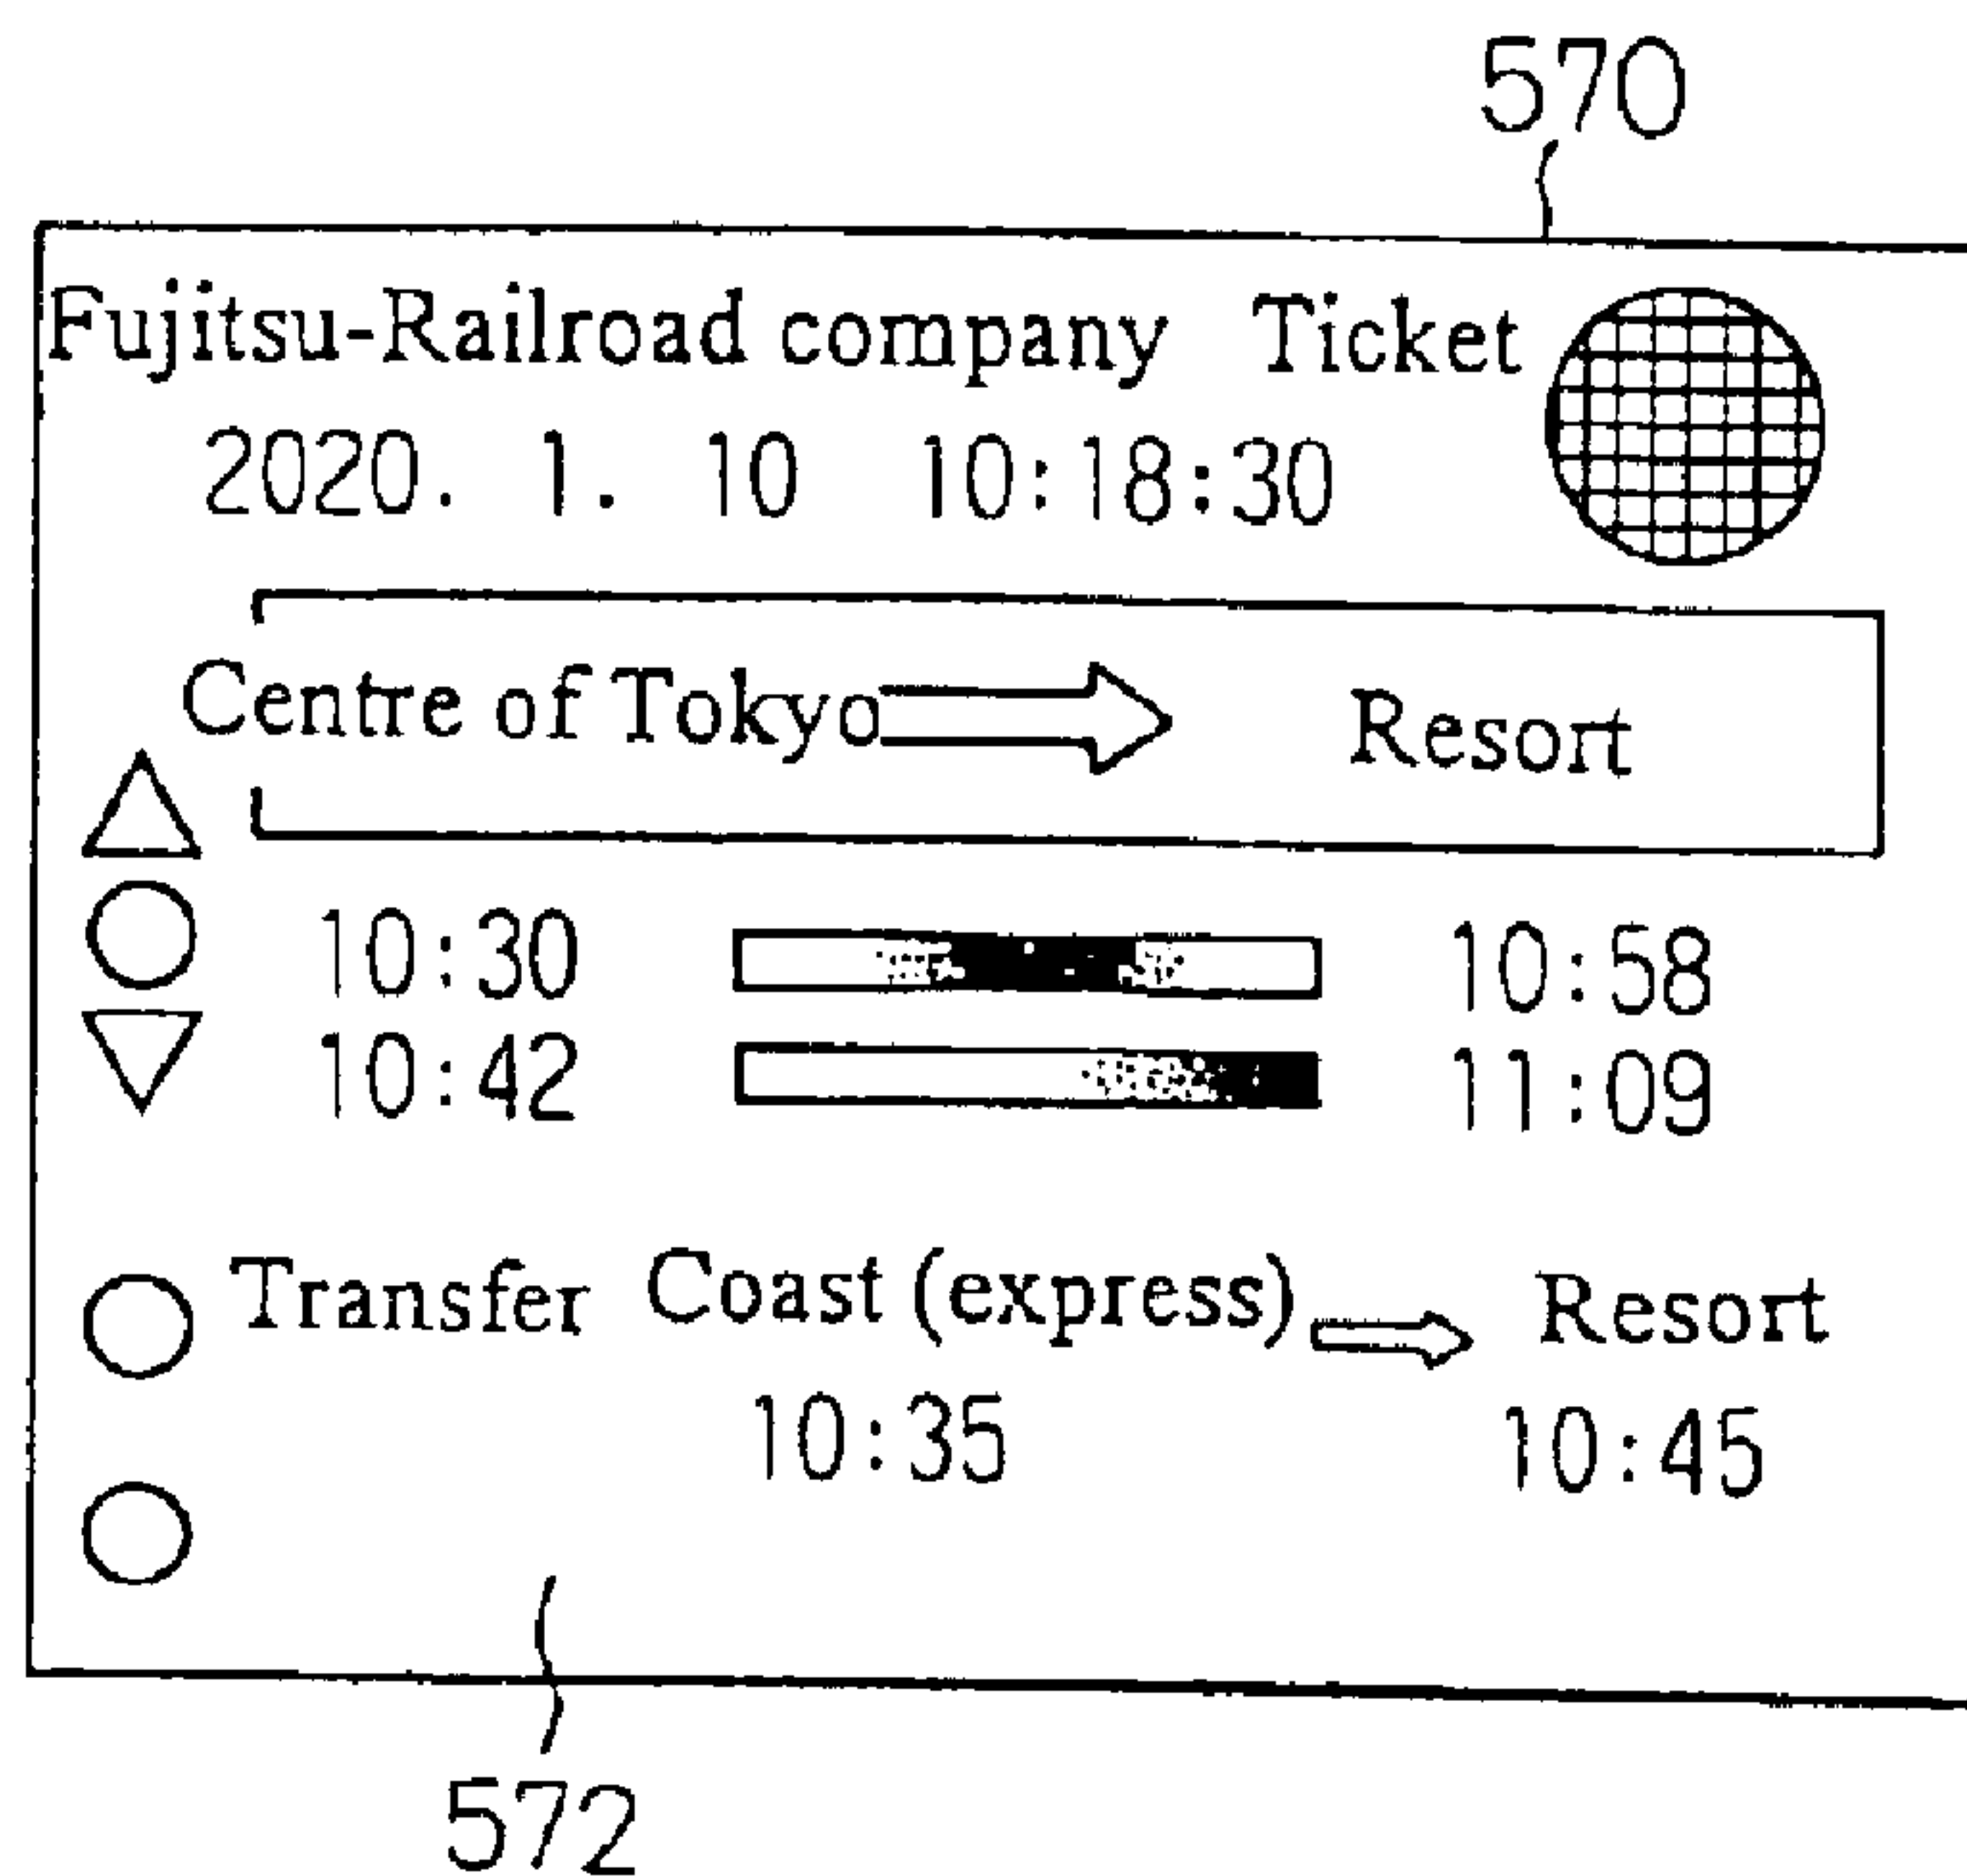 570
Fujitsu-Railroad company Ticket
2020. 1. 10 10:18:30
Centre of Tokyo Resort
10:30 10:58
10:42 11:09
Transfer Coast (express) Resort
10:35 10:45
572